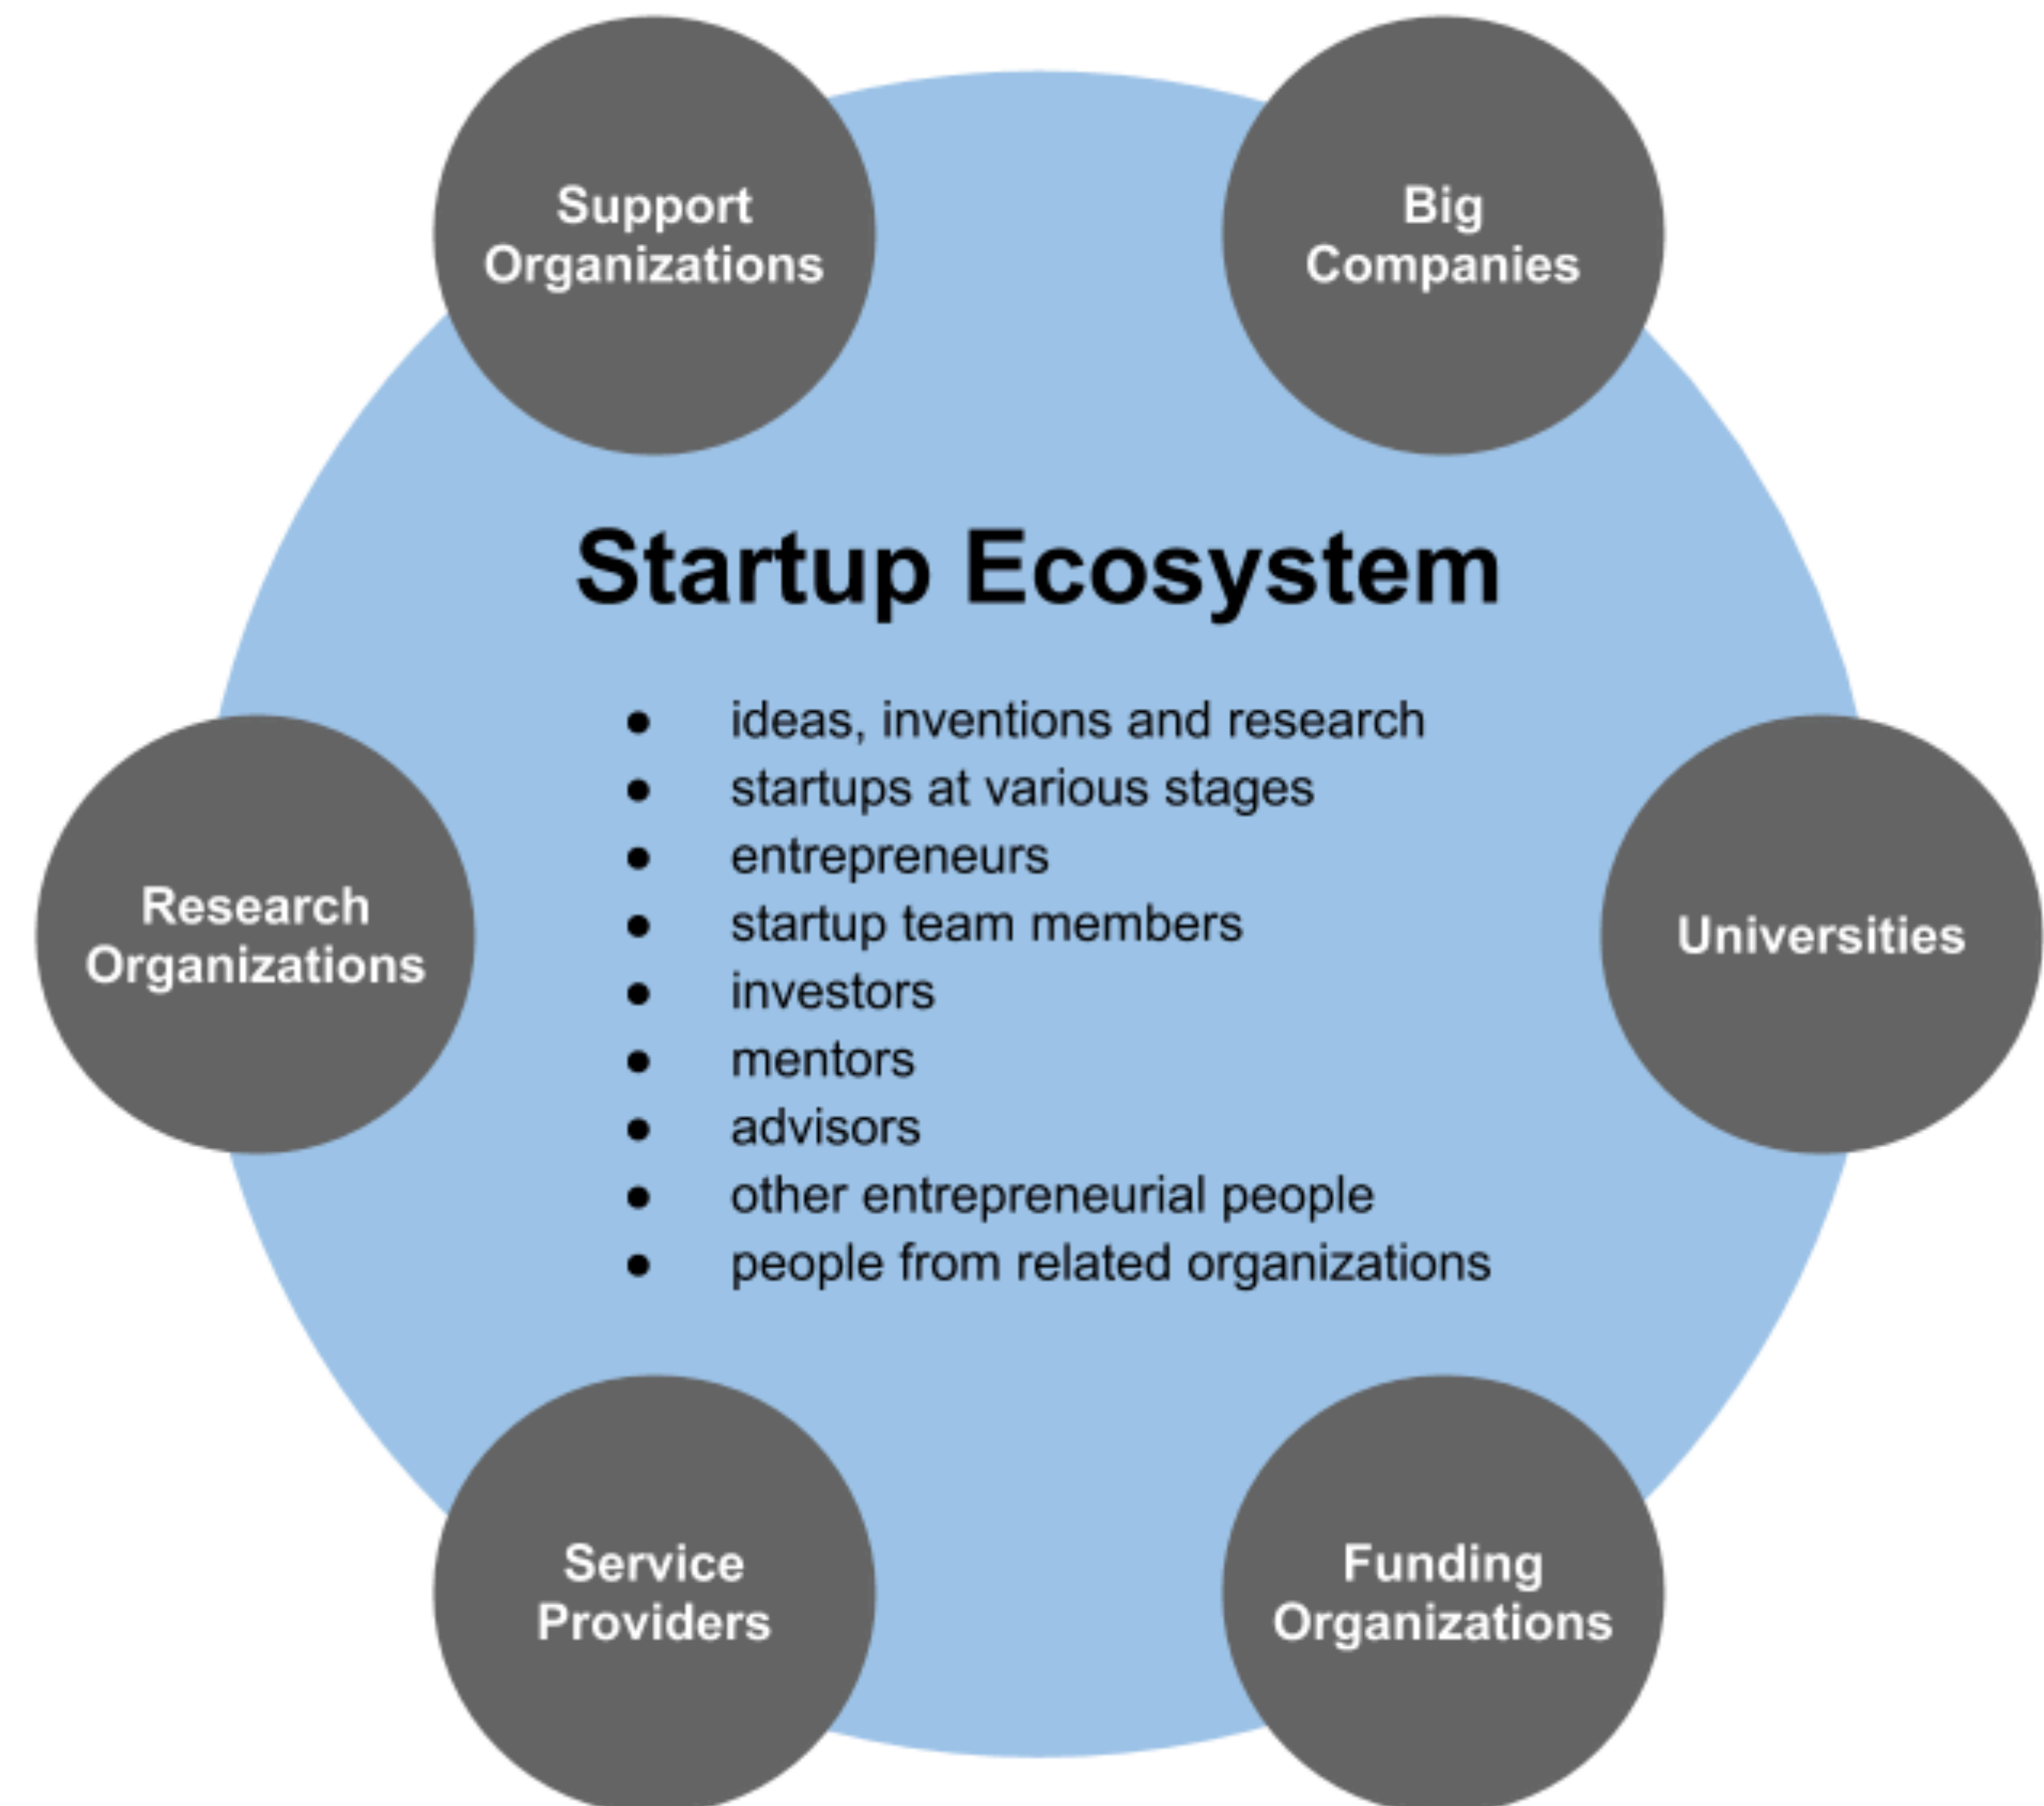 Support
Organizations
Big
Companies
Startup Ecosystem
● ideas, inventions and research
● startups at various stages
● entrepreneurs
● startup team members
● investors
● mentors
● advisors
● other entrepreneurial people
● people from related organizations
Research
Organizations
Universities
Service
Providers
Funding
Organizations